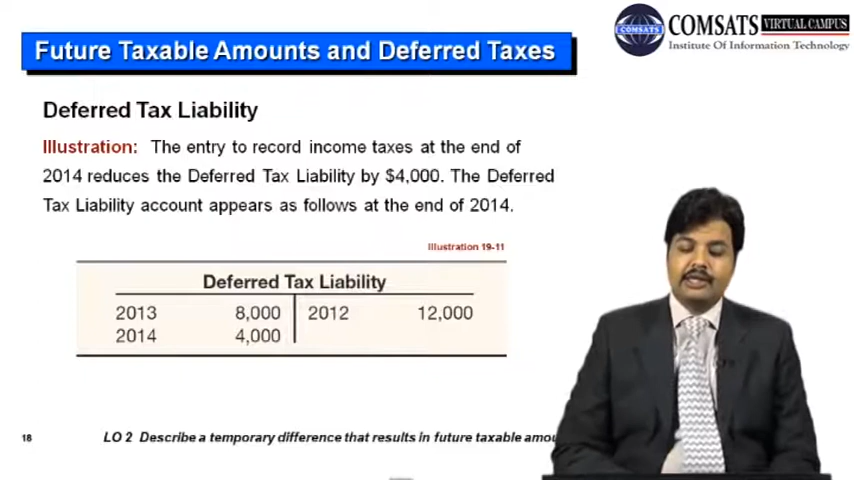 COMSATS VIRTUAL CAMPUS
Institute Of Information Technology
COMSATS
Future Taxable Amounts and Deferred Taxes
Deferred Tax Liability
Illustration: The entry to record income taxes at the end of
2014 reduces the Deferred Tax Liability by $4,000. The Deferred
Tax Liability account appears as follows at the end of 2014.
Illustration 19-11
Deferred Tax Liability
2013 8,000 2012 12,000
2014 4,000
18 LO 2 Describe a temporary difference that results in future taxable